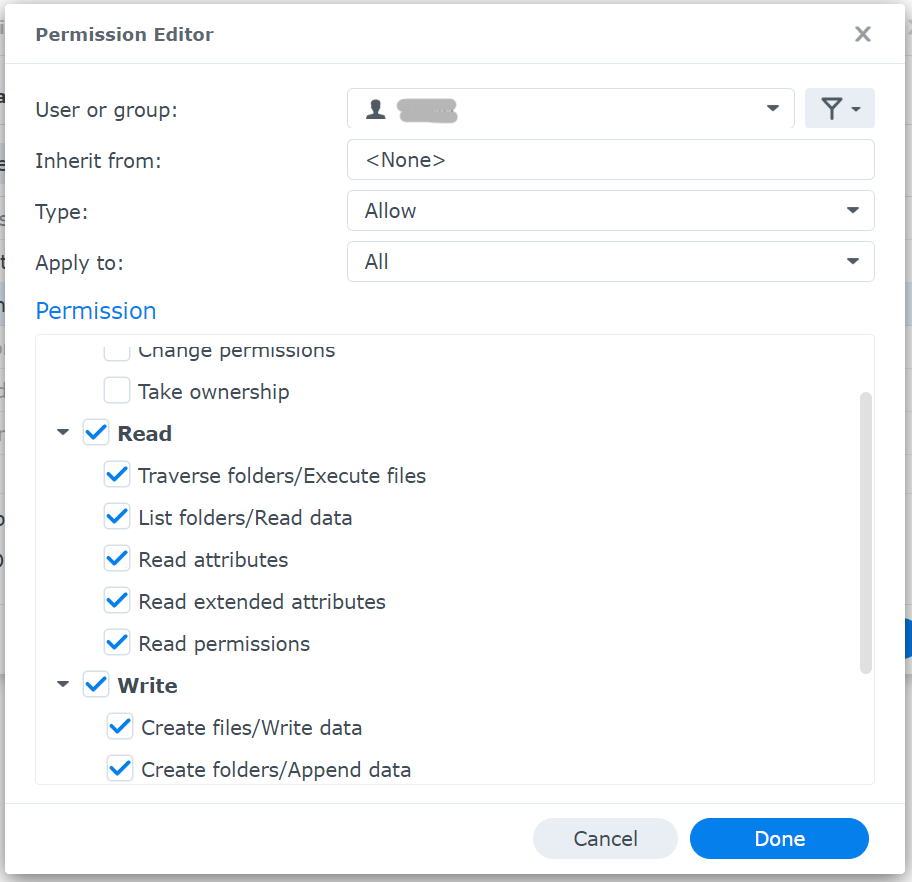 Permission Editor
User or group:
Inherit from: <None>
Type: Allow
Apply to: All
Permission
Change permissions
Take ownership
Read
Traverse folders/Execute files
List folders/Read data
Read attributes
Read extended attributes
Read permissions
Write
Create files/Write data
Create folders/Append data
Cancel Done